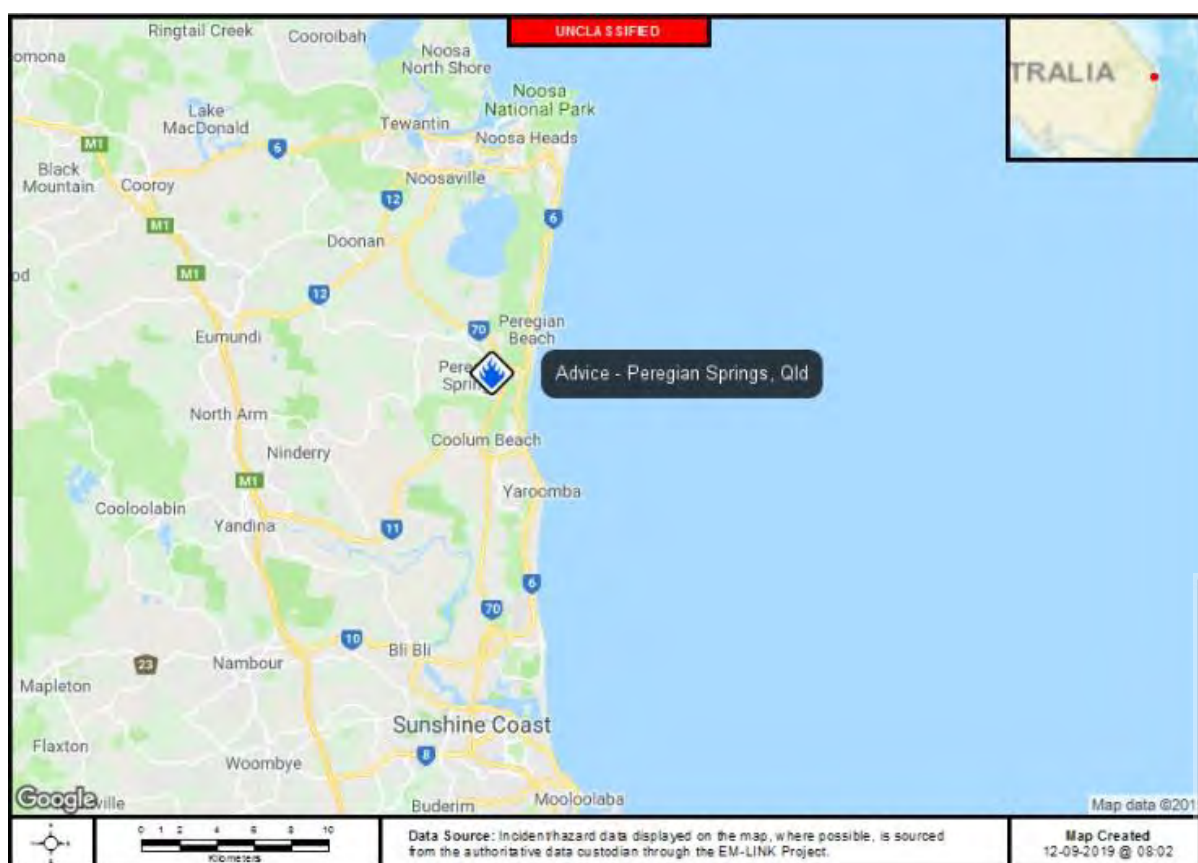 UNCLASSIFIED
Ringtail Creek
Cooroibah
Noosa
North Shore
TRALIA
omona
Noosa
National Park
Lake
MacDonald
Tewantin
Noosa Heads
M1
6
Black
Mountain
Cooroy
Noosaville
12
6
M1
Doonan
M1
12
70
Peregian
Beach
Eumundi
Advice - Peregian Springs, Qld
North Arm
Coolum Beach
Ninderry
M1
Yaroomba
Cooloolabin
Yandina
11
6
70
10
Bli Bli
23
Nambour
Mapleton
Sunshine Coast
Flaxton
8
Woombye
Google
ville
Buderim
Mooloolaba
Map data ©201
0 1 2 4 6 8 10
Kilometers
Data Source: Incident/hazard data displayed on the map, where possible, is sourced
from the authoritative data custodian through the EM-LINK Project.
Map Created
12-09-2019 @ 08:02